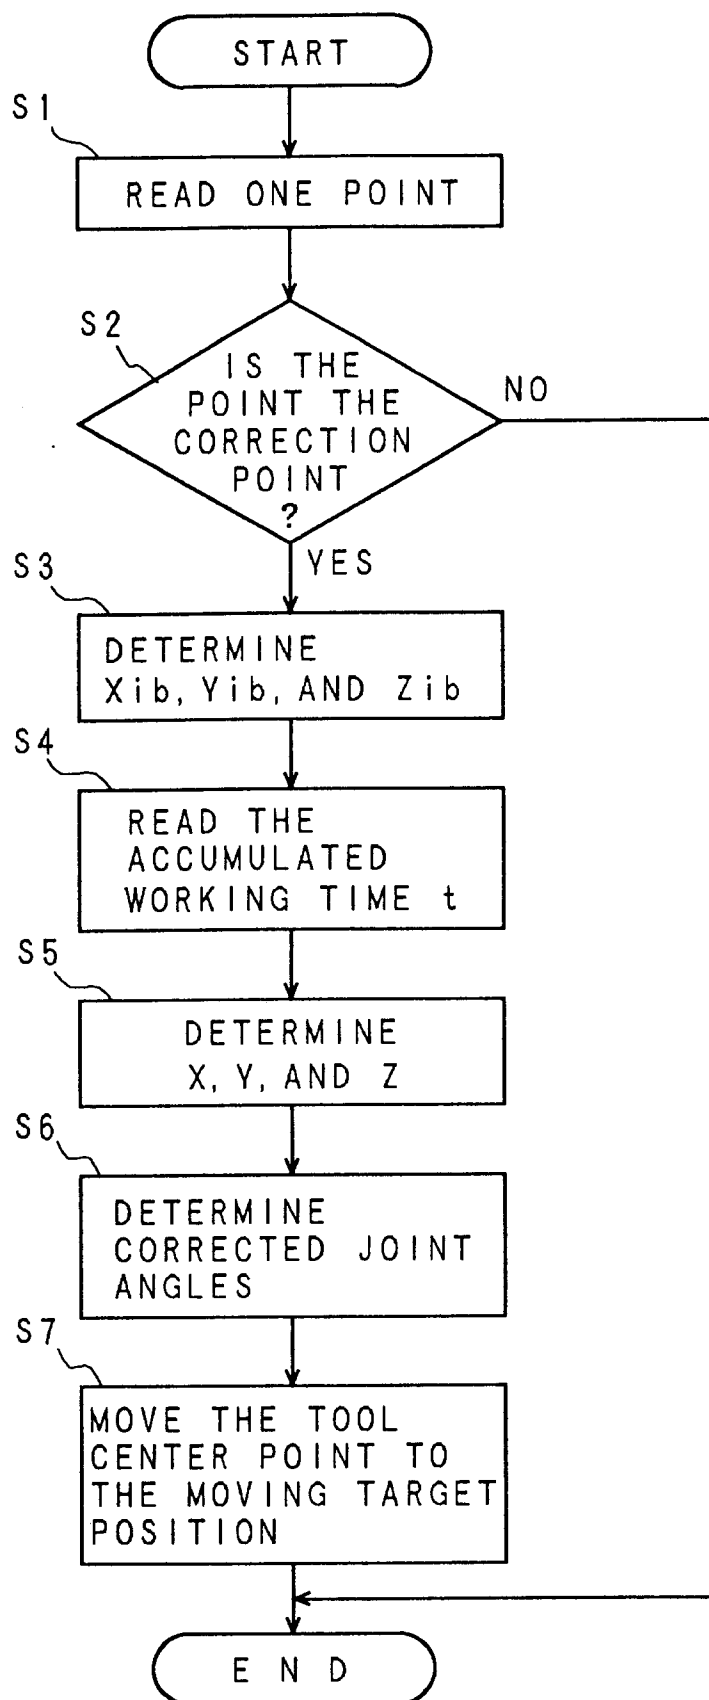 START
S1
READ ONE POINT
S2
IS THE
POINT THE
CORRECTION
POINT
?
NO
YES
S3
DETERMINE
Xib, Yib, AND Zib
S4
READ THE
ACCUMULATED
WORKING TIME t
S5
DETERMINE
X, Y, AND Z
S6
DETERMINE
CORRECTED JOINT
ANGLES
S7
MOVE THE TOOL
CENTER POINT TO
THE MOVING TARGET
POSITION
END